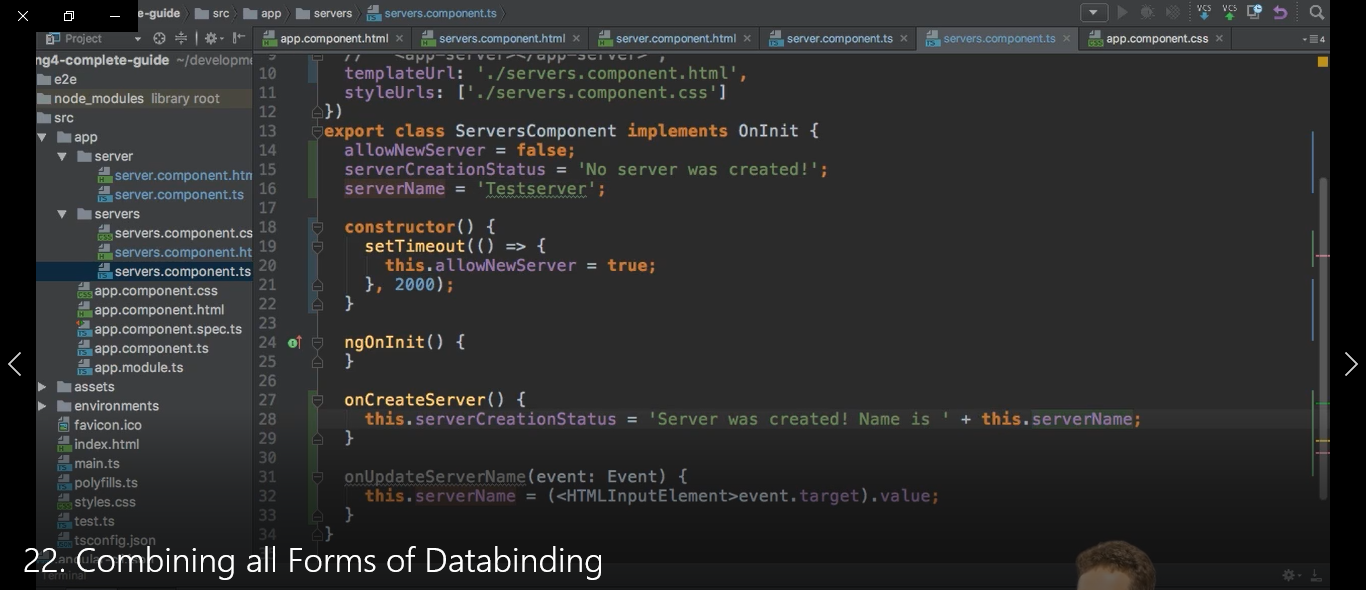 e-guide src app servers servers.component.ts
Project app.component.html servers.component.html server.component.html server.component.ts servers.component.ts app.component.css
ng4-complete-guide ~/developme
e2e
node_modules library root
src
app
server
server.component.htm
server.component.ts
servers
servers.component.cs
servers.component.ht
servers.component.ts
app.component.css
app.component.html
app.component.spec.ts
app.component.ts
app.module.ts
assets
environments
favicon.ico
index.html
main.ts
polyfills.ts
styles.css
test.ts
tsconfig.json
Terminal
9 // '<app-server></app-server>',
10 templateUrl: './servers.component.html',
11 styleUrls: ['./servers.component.css']
12 })
13 export class ServersComponent implements OnInit {
14 allowNewServer = false;
15 serverCreationStatus = 'No server was created!';
16 serverName = 'Testserver';
17
18 constructor() {
19 setTimeout(() => {
20 this.allowNewServer = true;
21 }, 2000);
22 }
23
24 ngOnInit() {
25 }
26
27 onCreateServer() {
28 this.serverCreationStatus = 'Server was created! Name is ' + this.serverName;
29 }
30
31 onUpdateServerName(event: Event) {
32 this.serverName = (<HTMLInputElement>event.target).value;
33 }
34 }
22. Combining all Forms of Databinding